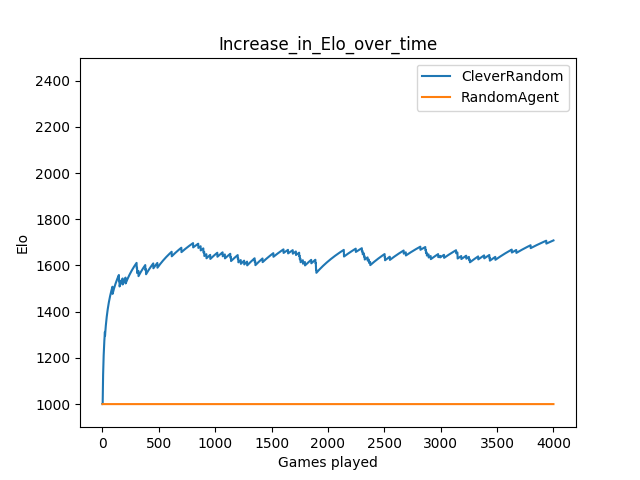 Increase_in_Elo_over_time
CleverRandom
RandomAgent
2400
2200
2000
1800
1600
1400
1200
1000
Elo
0 500 1000 1500 2000 2500 3000 3500 4000
Games played